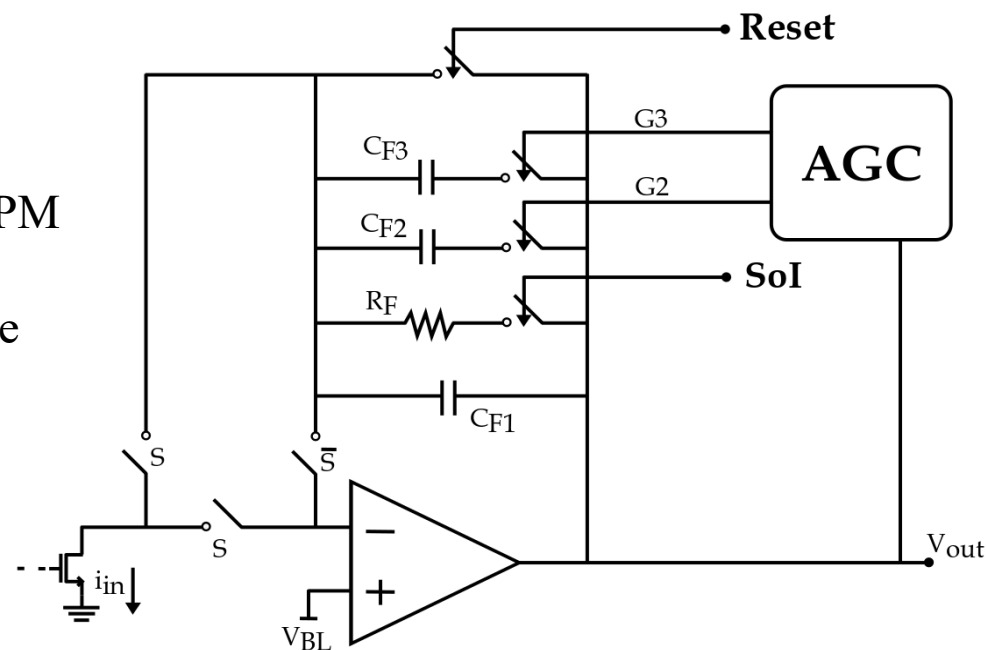 Reset
G3
AGC
CF3
G2
PM
CF2
SoI
RF
e
CF1
S
S̅
S
Vout
iin
VBL